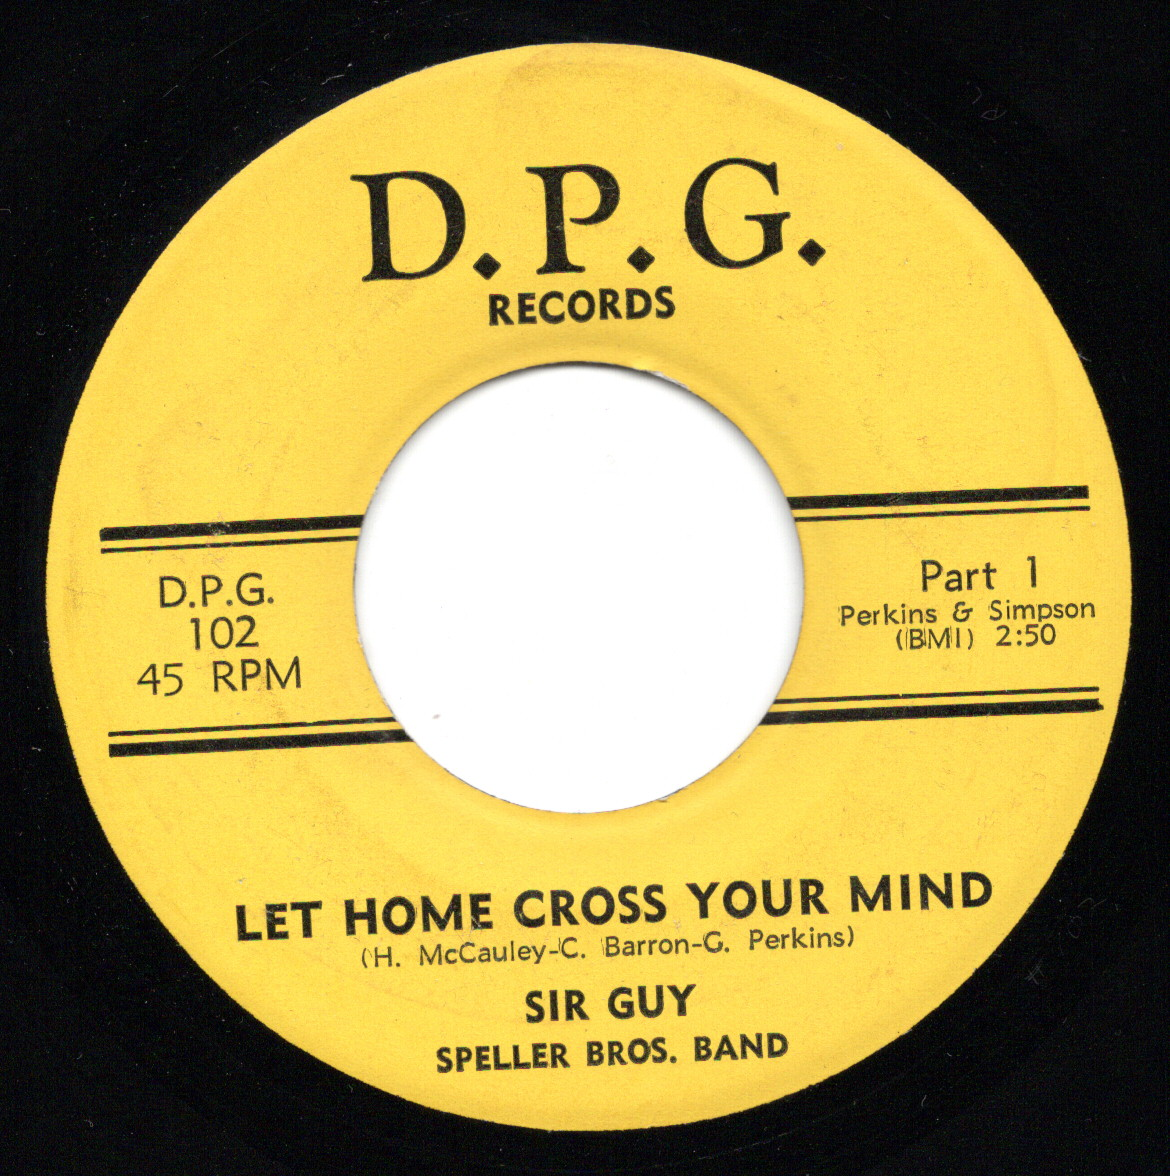 D.P.G.
RECORDS
D.P.G.
102
45 RPM
Part 1
Perkins & Simpson
(BMI) 2:50
LET HOME CROSS YOUR MIND
(H. McCauley-C. Barron-G. Perkins)
SIR GUY
SPELLER BROS. BAND